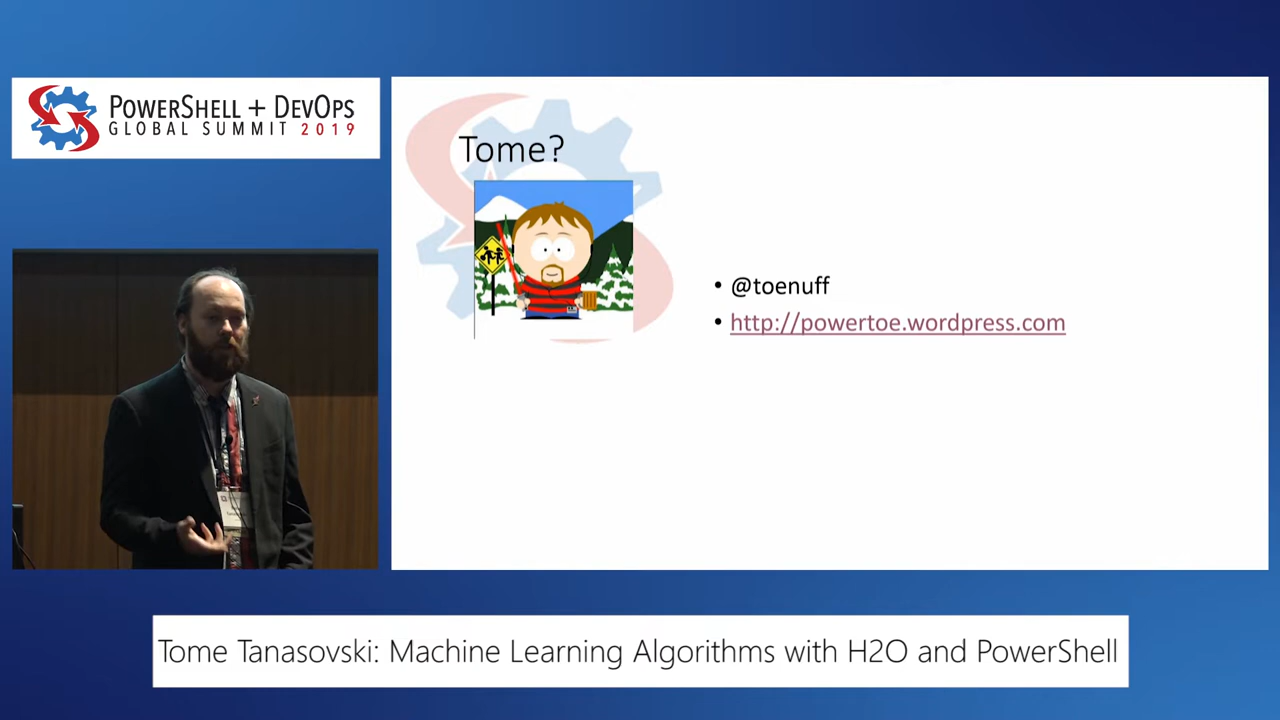 POWERSHELL + DEVOPS
GLOBAL SUMMIT 2019
Tome?
• @toenuff
• http://powertoe.wordpress.com
Tome Tanasovski: Machine Learning Algorithms with H2O and PowerShell